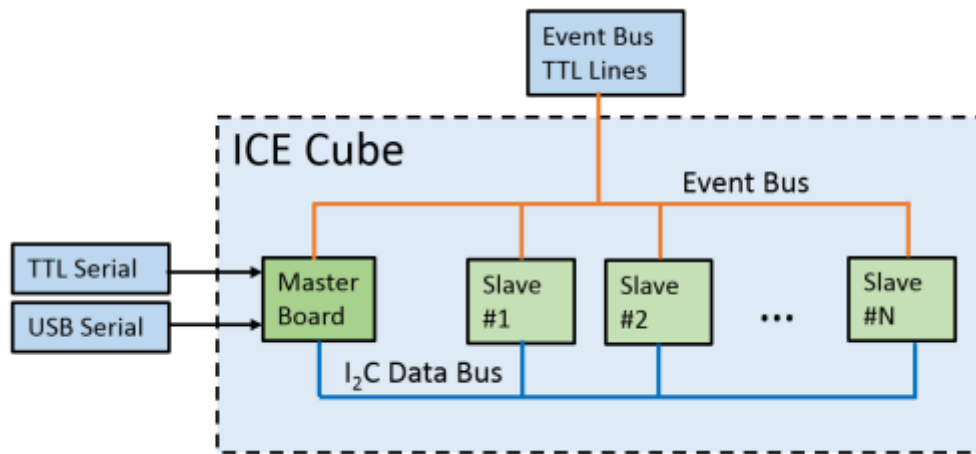 Event Bus
TTL Lines
ICE Cube
Event Bus
TTL Serial
USB Serial
Master
Board
Slave
#1
Slave
#2
...
Slave
#N
I₂C Data Bus